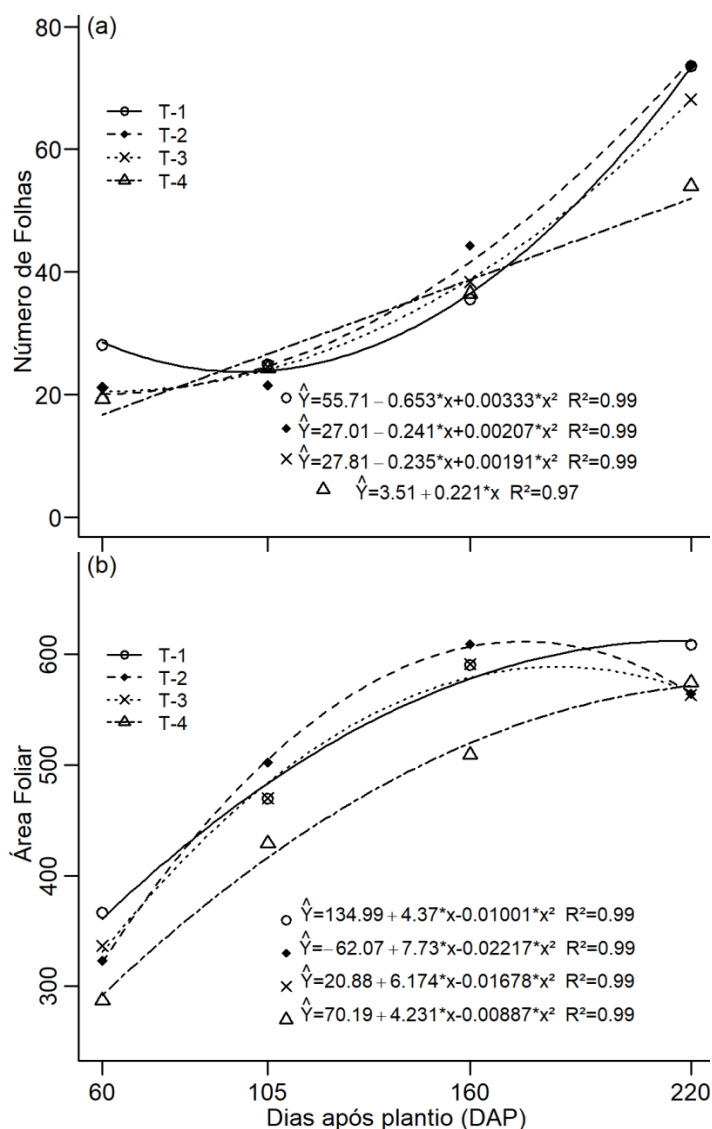 80
(a)
T-1
T-2
T-3
T-4
60
40
20
0
Número de Folhas
Ŷ=55.71−0.653*x+0.00333*x² R²=0.99
Ŷ=27.01−0.241*x+0.00207*x² R²=0.99
Ŷ=27.81−0.235*x+0.00191*x² R²=0.99
Ŷ=3.51+0.221*x R²=0.97
(b)
T-1
T-2
T-3
T-4
600
500
400
300
Área Foliar
Ŷ=134.99+4.37*x-0.01001*x² R²=0.99
Ŷ=−62.07+7.73*x-0.02217*x² R²=0.99
Ŷ=20.88+6.174*x-0.01678*x² R²=0.99
Ŷ=70.19+4.231*x-0.00887*x² R²=0.99
60 105 160 220
Dias após plantio (DAP)